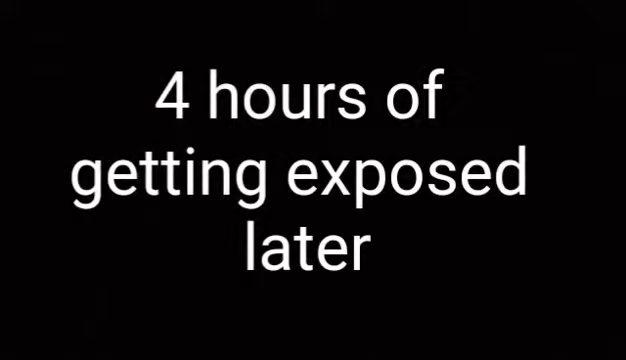 4 hours of
getting exposed
later